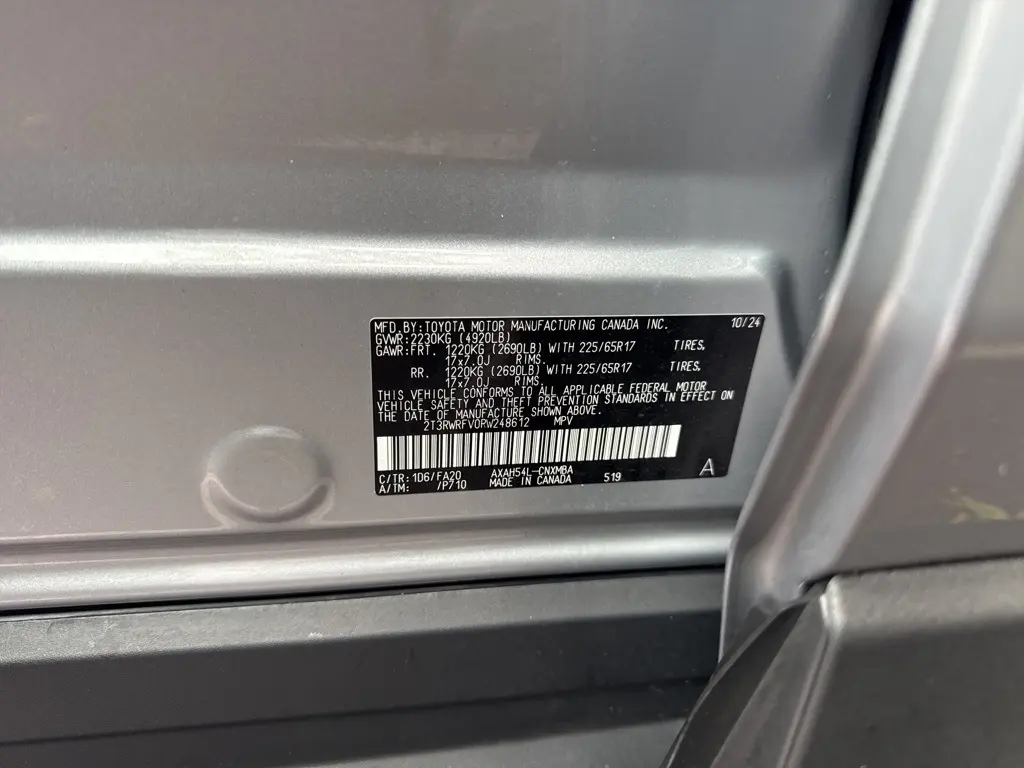 MFD. BY: TOYOTA MOTOR MANUFACTURING CANADA INC. 10/24
GVWR: 2230KG (4920LB)
GAWR: FRT. 1220KG (2690LB) WITH 225/65R17 TIRES,
17x7.0J RIMS.
RR. 1220KG (2690LB) WITH 225/65R17 TIRES,
17x7.0J RIMS.
THIS VEHICLE CONFORMS TO ALL APPLICABLE FEDERAL MOTOR
VEHICLE SAFETY AND THEFT PREVENTION STANDARDS IN EFFECT ON
THE DATE OF MANUFACTURE SHOWN ABOVE.
2T3RWRFV0RW248612 MPV
C/TR: 1D6/FA20 AXAH54L-CNXMBA 519 A
A/TM: /P710 MADE IN CANADA